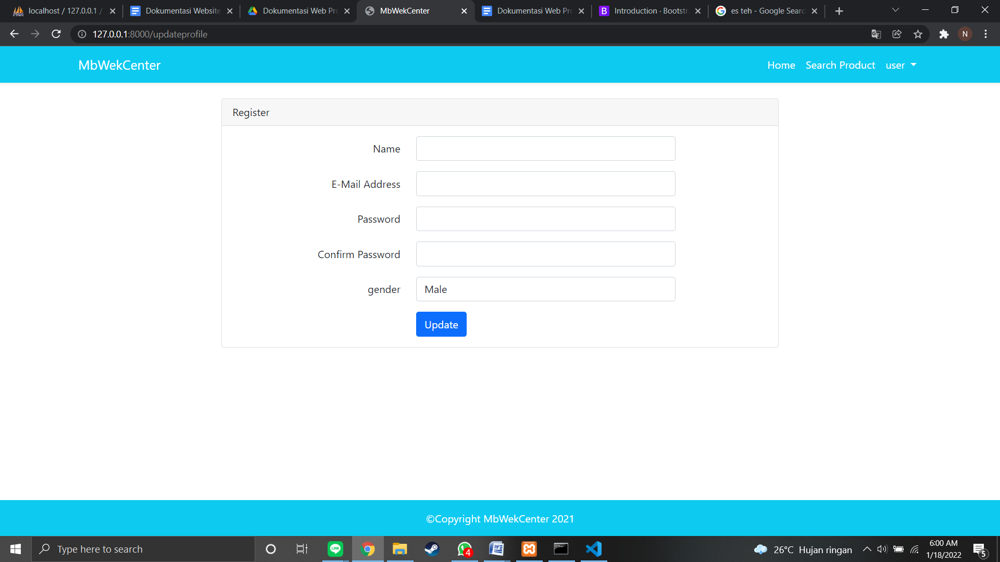 localhost / 127.0.0.1 /
Dokumentasi Website
Dokumentasi Web Pro
MbWekCenter
Dokumentasi Web Pro
Introduction · Bootstr
es teh - Google Searc
127.0.0.1:8000/updateprofile
N
MbWekCenter
Home
Search Product
user
Register
Name
E-Mail Address
Password
Confirm Password
gender
Male
Update
©Copyright MbWekCenter 2021
Type here to search
LINE
4
26°C Hujan ringan
6:00 AM
1/18/2022
5